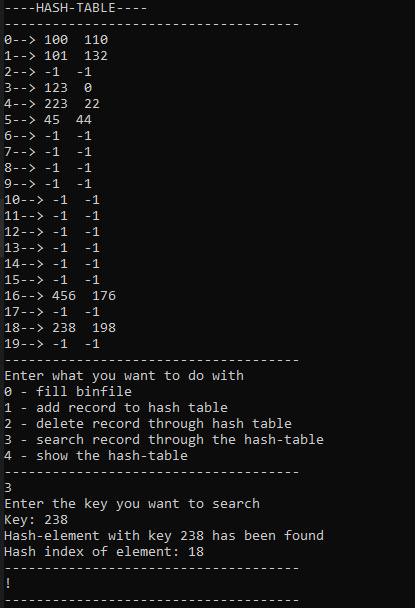 ----HASH-TABLE----
-------------------------------------
0--> 100  110
1--> 101  132
2--> -1  -1
3--> 123  0
4--> 223  22
5--> 45  44
6--> -1  -1
7--> -1  -1
8--> -1  -1
9--> -1  -1
10--> -1  -1
11--> -1  -1
12--> -1  -1
13--> -1  -1
14--> -1  -1
15--> -1  -1
16--> 456  176
17--> -1  -1
18--> 238  198
19--> -1  -1
-------------------------------------
Enter what you want to do with
0 - fill binfile
1 - add record to hash table
2 - delete record through hash table
3 - search record through the hash-table
4 - show the hash-table
-------------------------------------
3
Enter the key you want to search
Key: 238
Hash-element with key 238 has been found
Hash index of element: 18
-------------------------------------
!
-------------------------------------